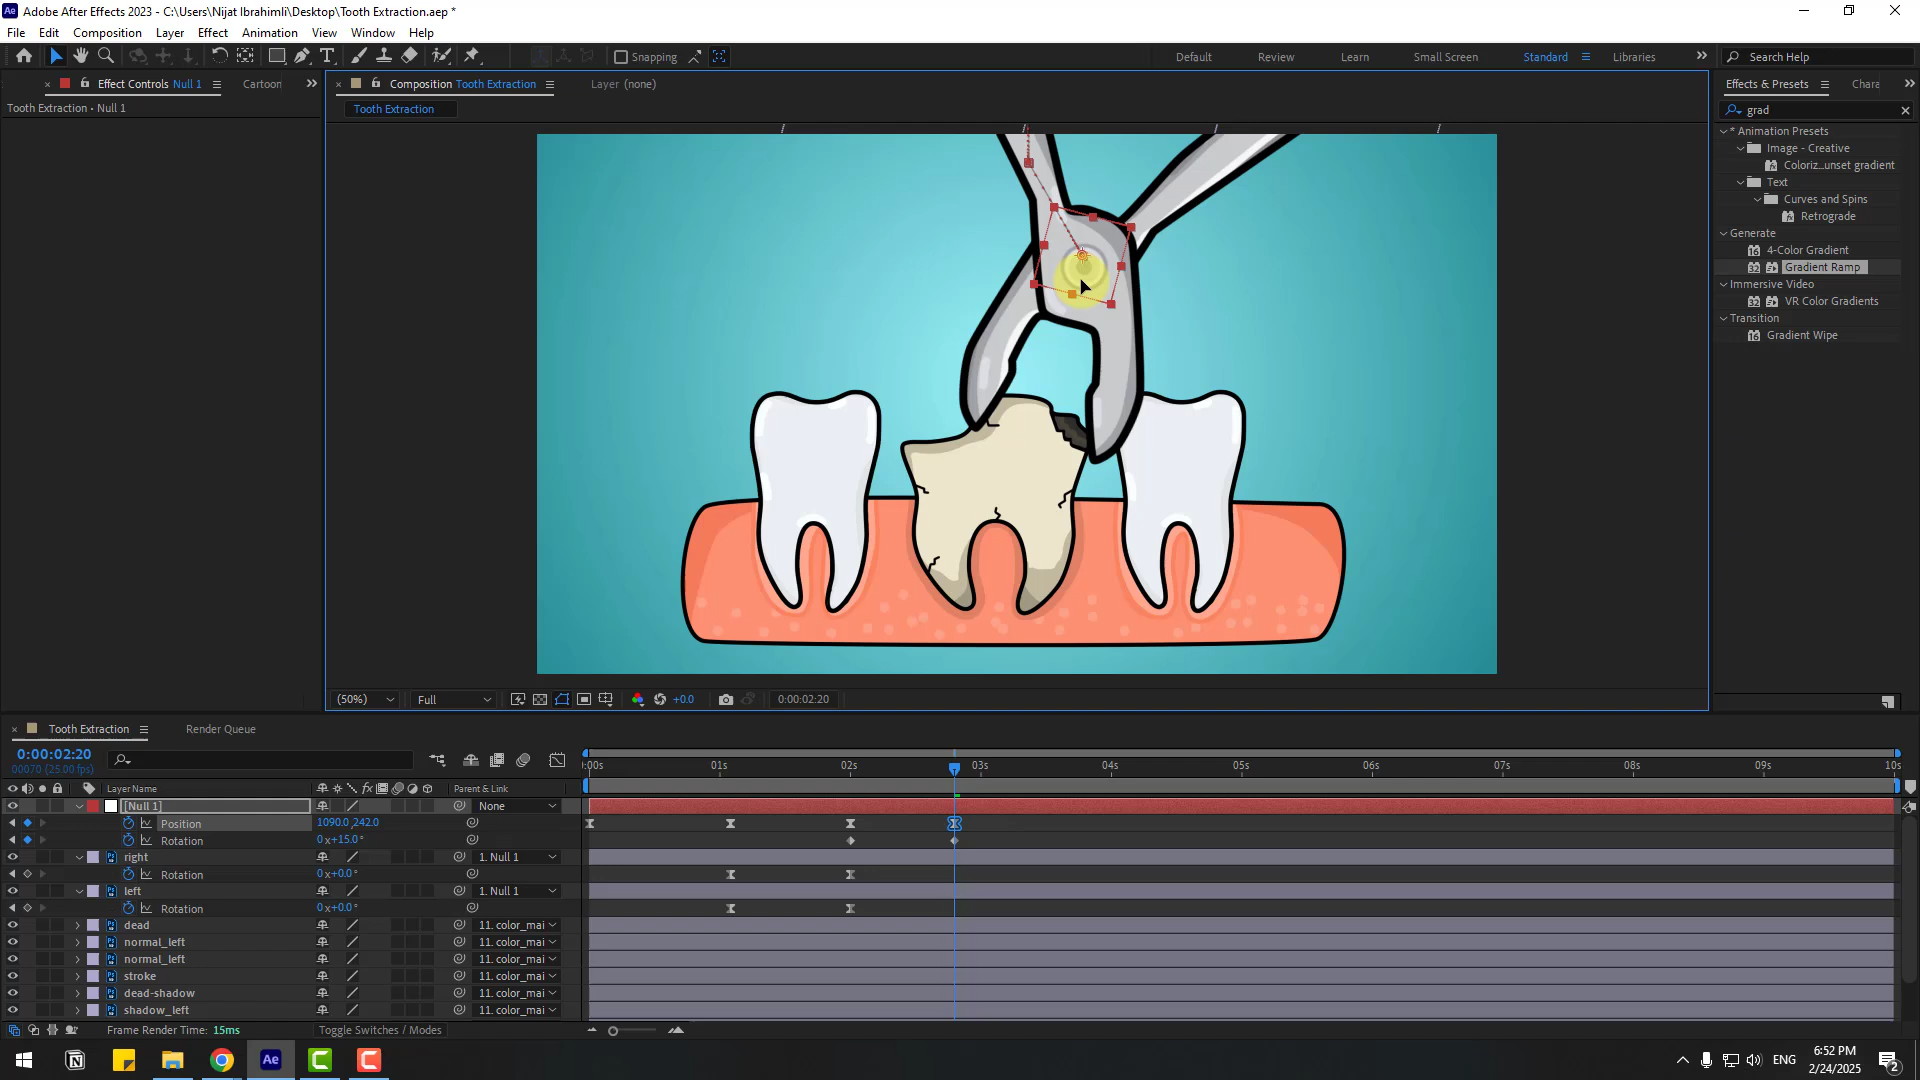 Adobe After Effects 2023 - C:\Users\Nijat Ibrahimli\Desktop\Tooth Extraction.aep *
File Edit Composition Layer Effect Animation View Window Help
Snapping
Default Review Learn Small Screen Standard Libraries
Search Help
Effect Controls Null 1 Cartoon
Tooth Extraction • Null 1
Composition Tooth Extraction Layer (none)
Tooth Extraction
Effects & Presets Chara
grad
* Animation Presets
Image - Creative
Coloriz...unset gradient
Text
Curves and Spins
Retrograde
Generate
4-Color Gradient
Gradient Ramp
Immersive Video
VR Color Gradients
Transition
Gradient Wipe
(50%) Full +0.0 0:00:02:20
Tooth Extraction Render Queue
0:00:02:20
00070 (25.00 fps)
:00s 01s 02s 03s 04s 05s 06s 07s 08s 09s 10s
Layer Name Parent & Link
[Null 1] None
Position 1090.0,242.0
Rotation 0x+15.0°
right 1. Null 1
Rotation 0x+0.0°
left 1. Null 1
Rotation 0x+0.0°
dead 11. color_mai
normal_left 11. color_mai
normal_left 11. color_mai
stroke 11. color_mai
dead-shadow 11. color_mai
shadow_left 11. color_mai
Frame Render Time: 15ms Toggle Switches / Modes
ENG
6:52 PM
2/24/2025
2